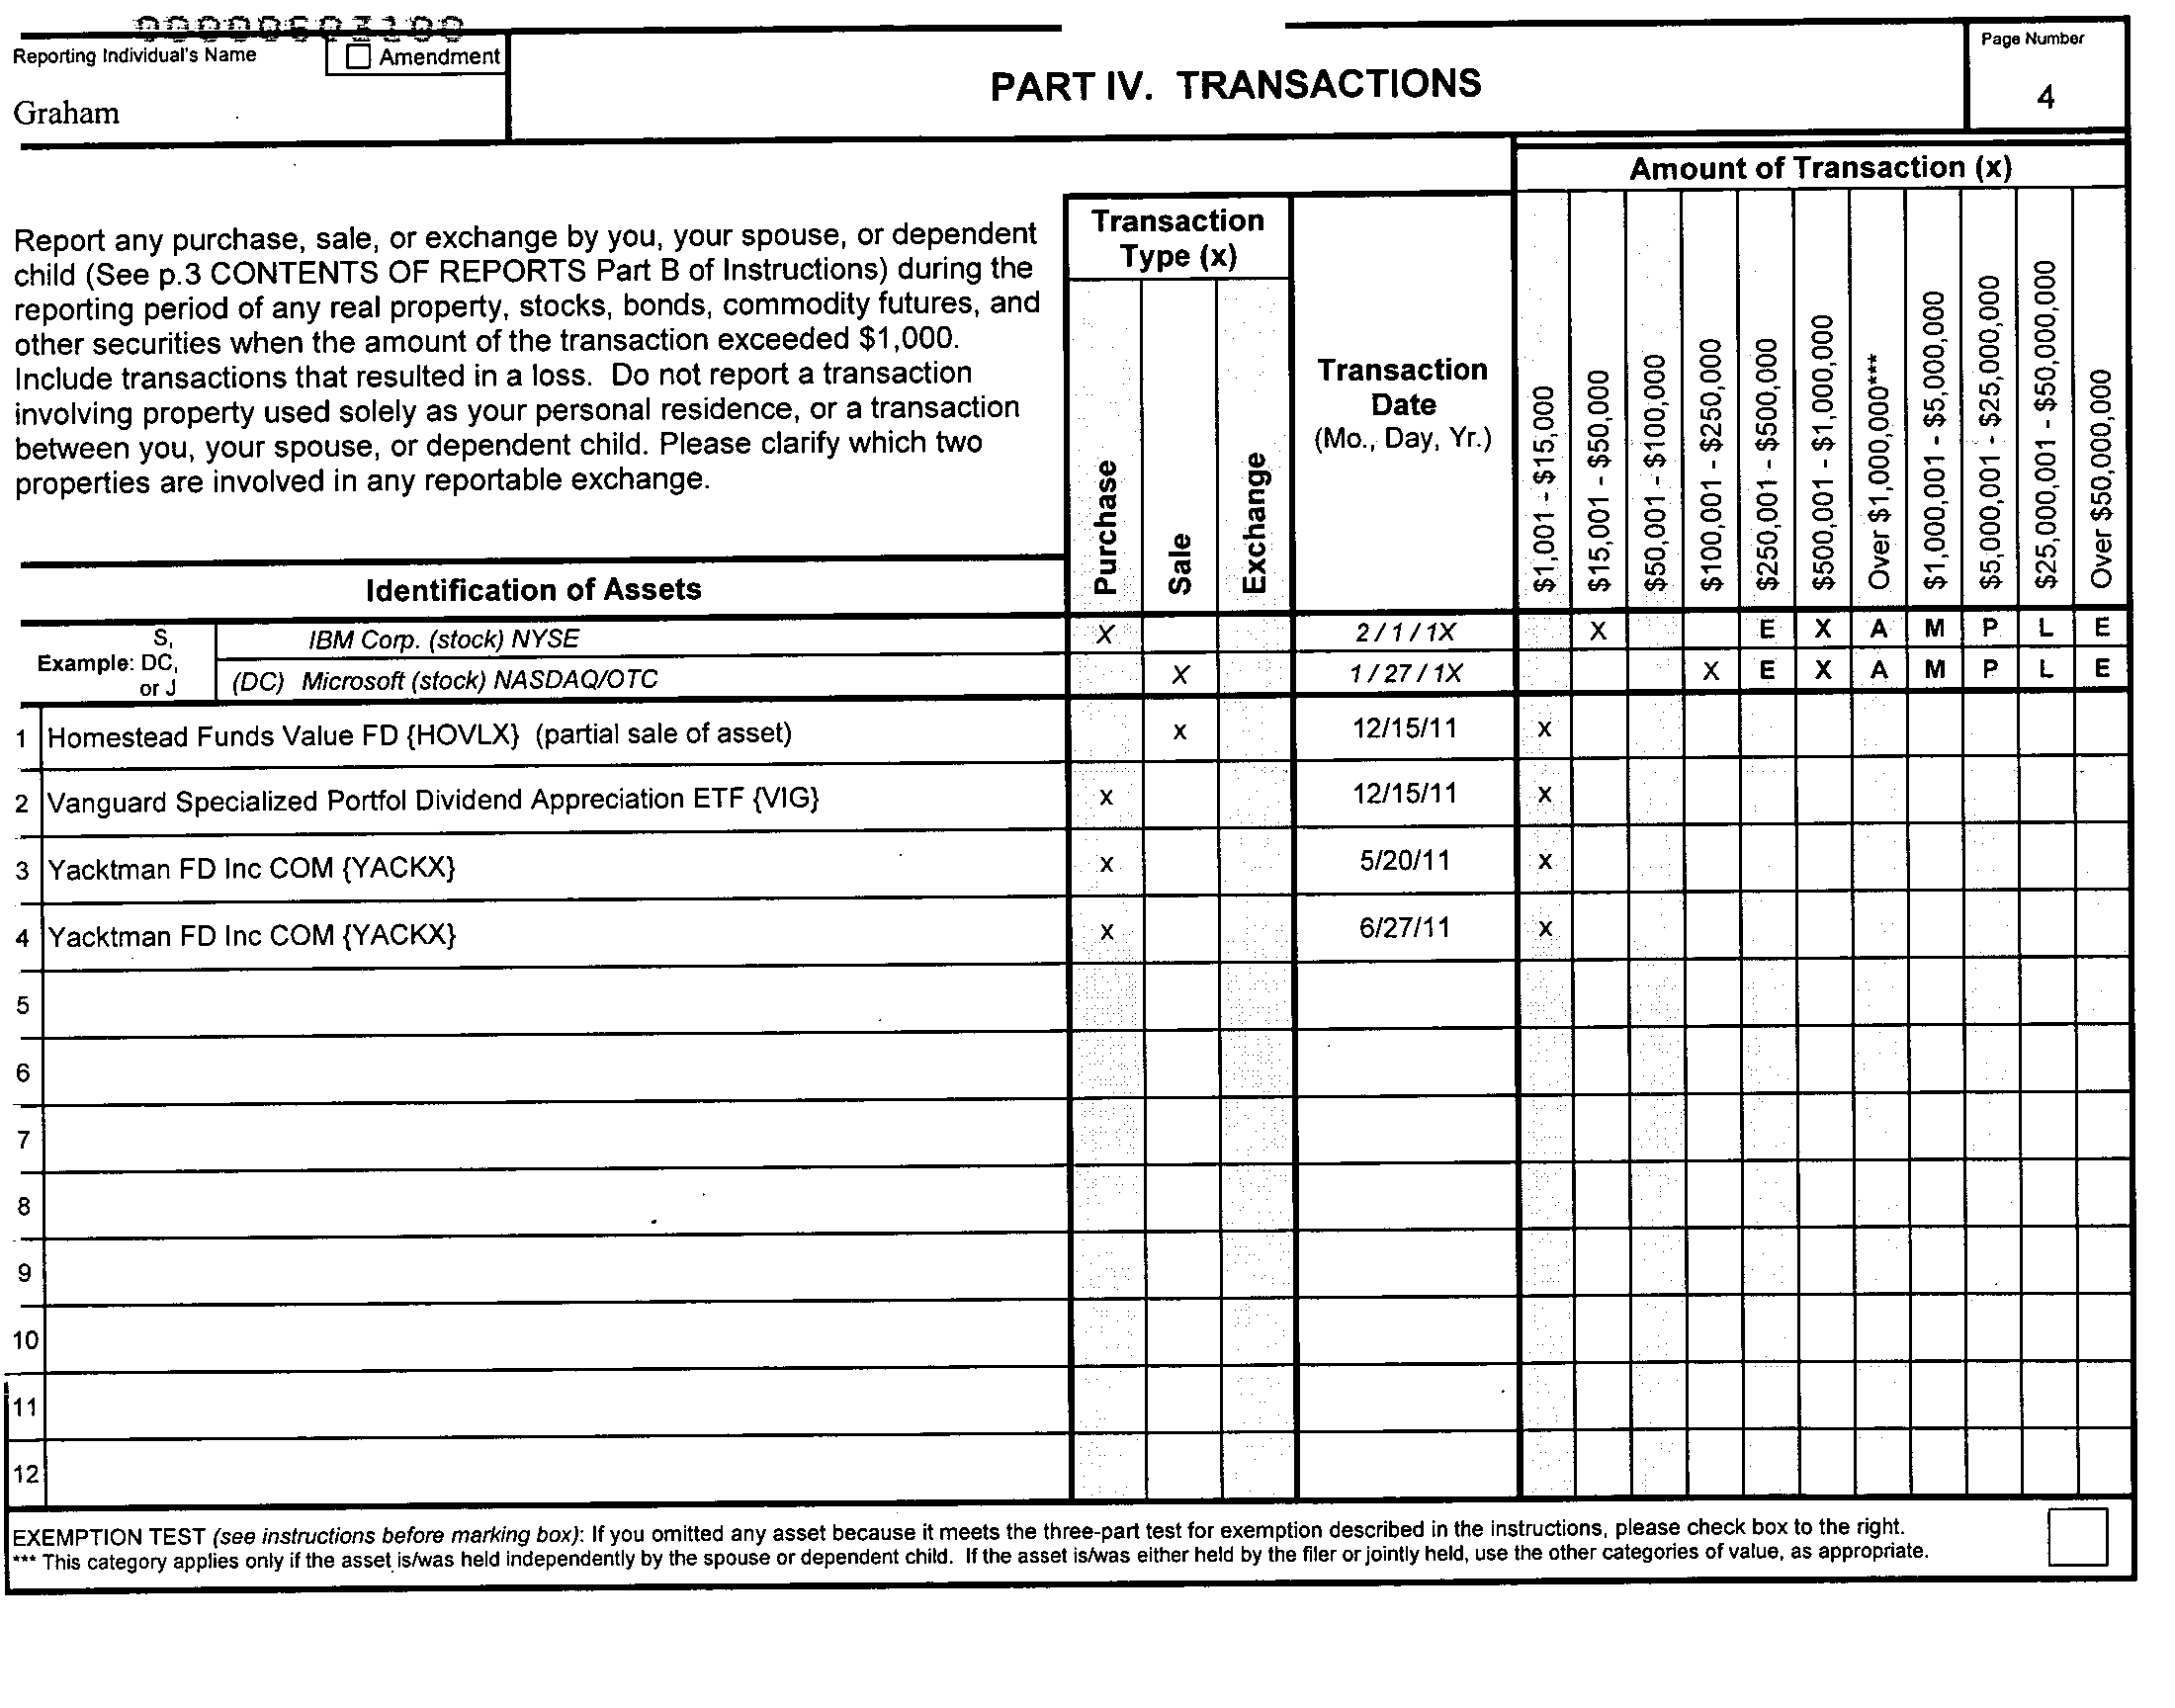 Reporting Individual's Name
Amendment
Graham
PART IV. TRANSACTIONS
Page Number
4
Amount of Transaction (x)
Report any purchase, sale, or exchange by you, your spouse, or dependent
child (See p.3 CONTENTS OF REPORTS Part B of Instructions) during the
reporting period of any real property, stocks, bonds, commodity futures, and
other securities when the amount of the transaction exceeded $1,000.
Include transactions that resulted in a loss. Do not report a transaction
involving property used solely as your personal residence, or a transaction
between you, your spouse, or dependent child. Please clarify which two
properties are involved in any reportable exchange.
Transaction
Type (x)
Purchase
Sale
Exchange
Transaction
Date
(Mo., Day, Yr.)
$1,001 - $15,000
$15,001 - $50,000
$50,001 - $100,000
$100,001 - $250,000
$250,001 - $500,000
$500,001 - $1,000,000
Over $1,000,000***
$1,000,001 - $5,000,000
$5,000,001 - $25,000,000
$25,000,001 - $50,000,000
Over $50,000,000
Identification of Assets
Example: S,
DC,
or J
IBM Corp. (stock) NYSE X 2 / 1 / 1X X E X A M P L E
(DC) Microsoft (stock) NASDAQ/OTC X 1 / 27 / 1X X E X A M P L E
1 Homestead Funds Value FD {HOVLX} (partial sale of asset) x 12/15/11 x
2 Vanguard Specialized Portfol Dividend Appreciation ETF {VIG} x 12/15/11 x
3 Yacktman FD Inc COM {YACKX} x 5/20/11 x
4 Yacktman FD Inc COM {YACKX} x 6/27/11 x
5
6
7
8
9
10
11
12
EXEMPTION TEST (see instructions before marking box): If you omitted any asset because it meets the three-part test for exemption described in the instructions, please check box to the right.
*** This category applies only if the asset is/was held independently by the spouse or dependent child. If the asset is/was either held by the filer or jointly held, use the other categories of value, as appropriate.